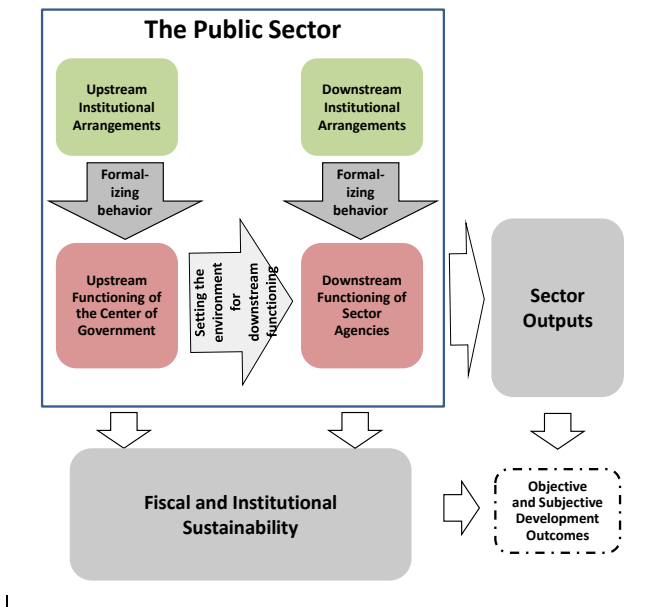 The Public Sector
Upstream
Institutional
Arrangements
Downstream
Institutional
Arrangements
Formal-
izing
behavior
Formal-
izing
behavior
Upstream
Functioning of
the Center of
Government
Setting the
environment
for
downstream
functioning
Downstream
Functioning of
Sector
Agencies
Sector
Outputs
Fiscal and Institutional
Sustainability
Objective
and Subjective
Development
Outcomes